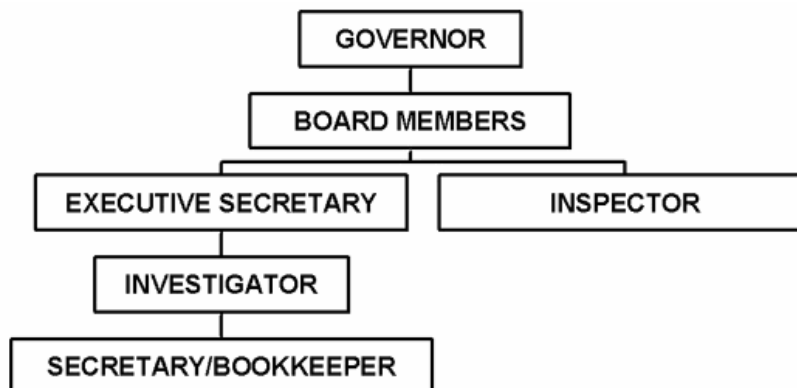 GOVERNOR
BOARD MEMBERS
EXECUTIVE SECRETARY
INSPECTOR
INVESTIGATOR
SECRETARY/BOOKKEEPER